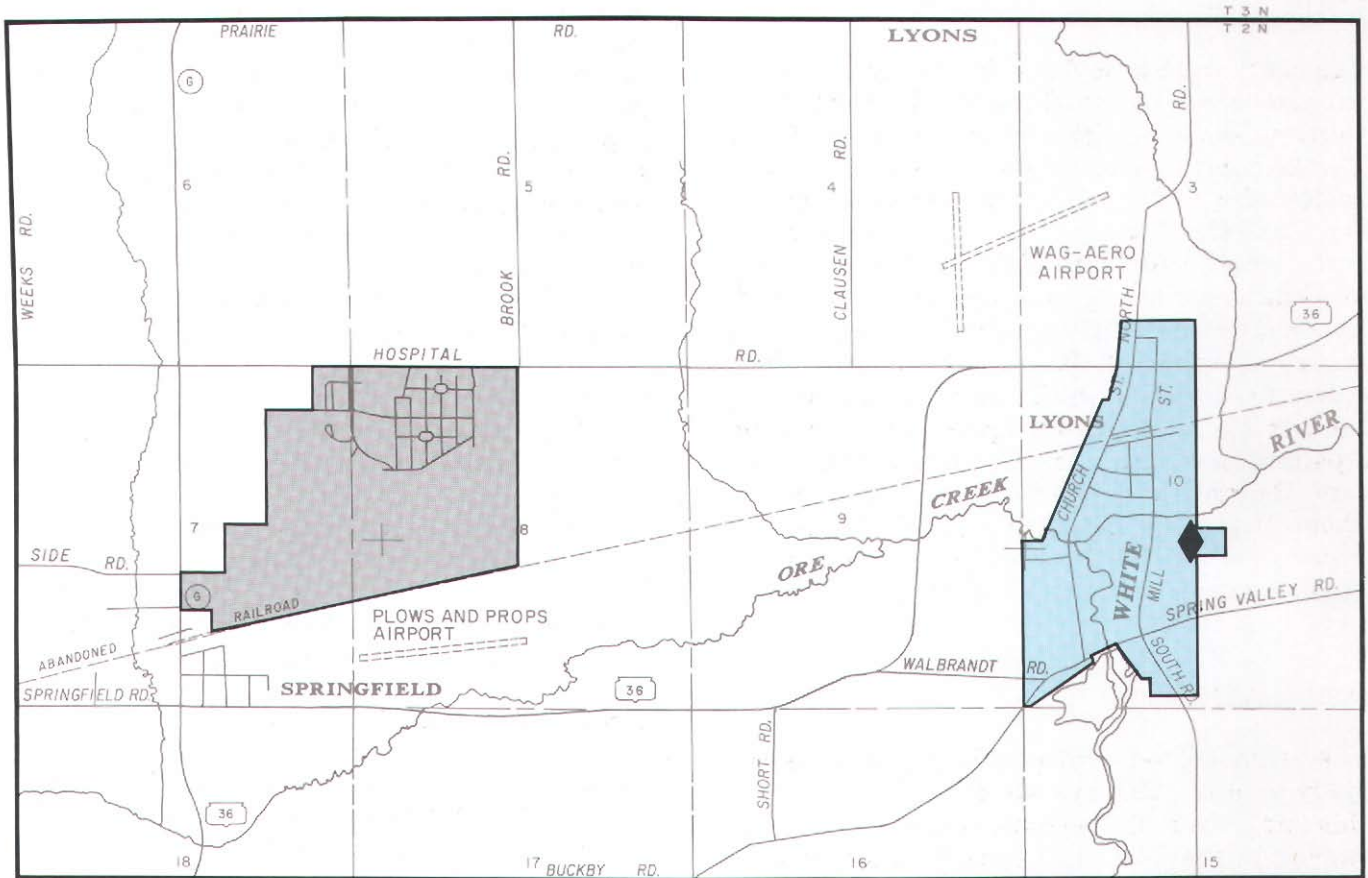 T 3 N
T 2 N
PRAIRIE RD.
LYONS
G
RD.
RD.
RD.
6
5
4
3
WEEKS RD.
BROOK
CLAUSEN
WAG-AERO
AIRPORT
NORTH
36
HOSPITAL
RD.
ST.
ST.
LYONS
RIVER
CREEK
CHURCH
10
7
8
9
SIDE RD.
ORE
WHITE
MILL
G
RAILROAD
PLOWS AND PROPS
AIRPORT
SPRING VALLEY RD.
ABANDONED
WALBRANDT RD.
SOUTH RD.
SPRINGFIELD RD.
SPRINGFIELD
36
SHORT RD.
36
18
17
BUCKBY RD.
16
15